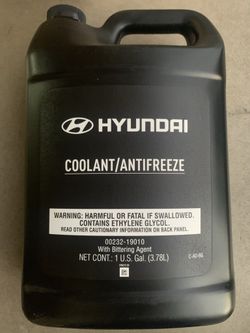 HYUNDAI
COOLANT/ANTIFREEZE
WARNING: HARMFUL OR FATAL IF SWALLOWED.
CONTAINS ETHYLENE GLYCOL.
READ OTHER CAUTIONARY INFORMATION ON BACK PANEL.
00232-19010
With Bittering Agent
NET CONT.: 1 U.S. Gal. (3.78L)